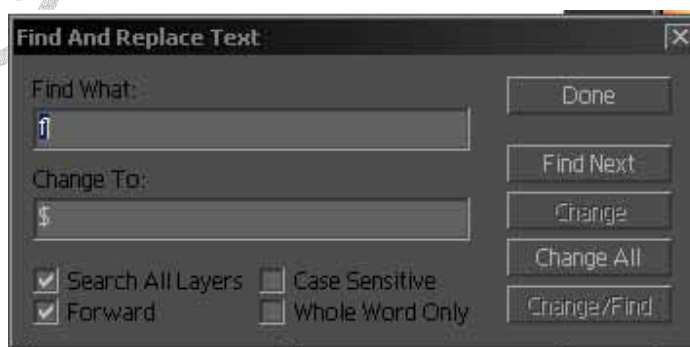 Find And Replace Text
Find What:
f
Done
Change To:
Find Next
$
Change
Search All Layers
Case Sensitive
Change All
Forward
Whole Word Only
Change/Find